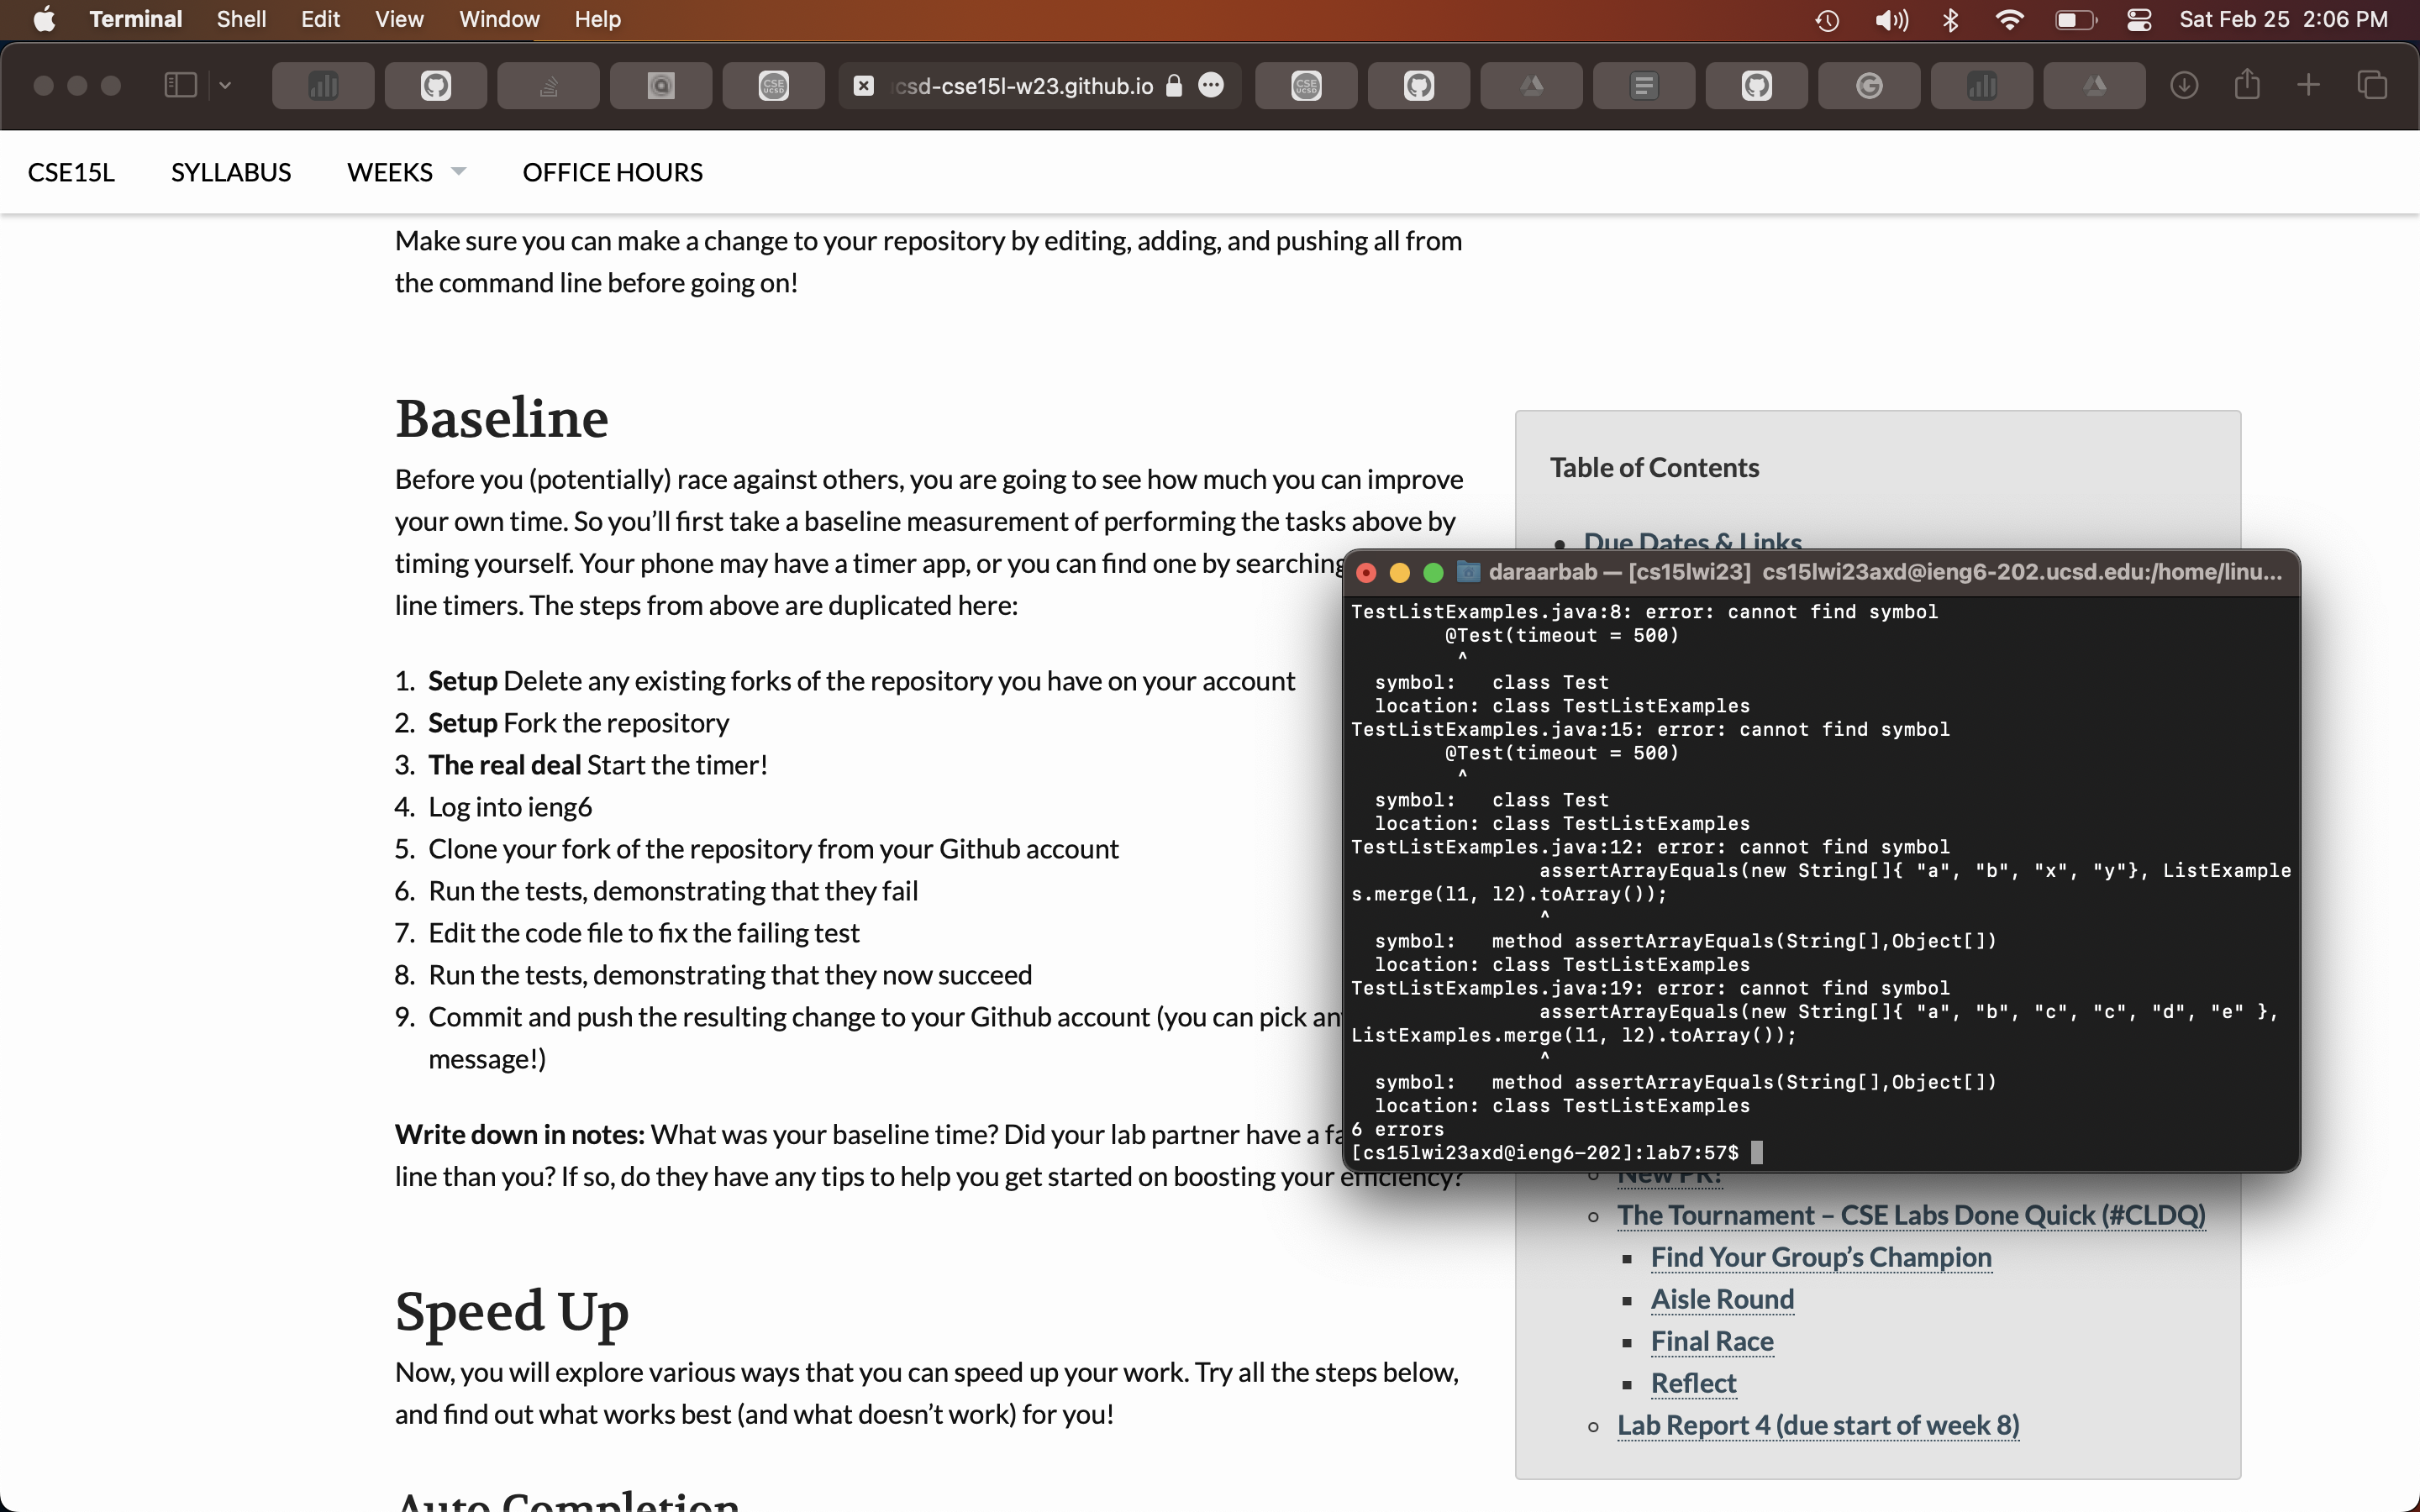 Terminal Shell Edit View Window Help Sat Feb 25 2:06 PM
CSE UCSD csd-cse15l-w23.github.io CSE UCSD
CSE15L SYLLABUS WEEKS OFFICE HOURS
Make sure you can make a change to your repository by editing, adding, and pushing all from
the command line before going on!
Baseline
Before you (potentially) race against others, you are going to see how much you can improve
your own time. So you’ll first take a baseline measurement of performing the tasks above by
timing yourself. Your phone may have a timer app, or you can find one by searching
line timers. The steps from above are duplicated here:
1. Setup Delete any existing forks of the repository you have on your account
2. Setup Fork the repository
3. The real deal Start the timer!
4. Log into ieng6
5. Clone your fork of the repository from your Github account
6. Run the tests, demonstrating that they fail
7. Edit the code file to fix the failing test
8. Run the tests, demonstrating that they now succeed
9. Commit and push the resulting change to your Github account (you can pick
message!)
Write down in notes: What was your baseline time? Did your lab partner have a
line than you? If so, do they have any tips to help you get started on boosting your efficiency?
Speed Up
Now, you will explore various ways that you can speed up your work. Try all the steps below,
and find out what works best (and what doesn’t work) for you!
Auto Completion
Table of Contents
• Due Dates & Links
daraarbab — [cs15lwi23] cs15lwi23axd@ieng6-202.ucsd.edu:/home/linu...
TestListExamples.java:8: error: cannot find symbol
@Test(timeout = 500)
^
symbol: class Test
location: class TestListExamples
TestListExamples.java:15: error: cannot find symbol
@Test(timeout = 500)
^
symbol: class Test
location: class TestListExamples
TestListExamples.java:12: error: cannot find symbol
assertArrayEquals(new String[]{ "a", "b", "x", "y"}, ListExample
s.merge(l1, l2).toArray());
^
symbol: method assertArrayEquals(String[],Object[])
location: class TestListExamples
TestListExamples.java:19: error: cannot find symbol
assertArrayEquals(new String[]{ "a", "b", "c", "c", "d", "e" },
ListExamples.merge(l1, l2).toArray());
^
symbol: method assertArrayEquals(String[],Object[])
location: class TestListExamples
6 errors
[cs15lwi23axd@ieng6-202]:lab7:57$
New PR!
The Tournament – CSE Labs Done Quick (#CLDQ)
Find Your Group’s Champion
Aisle Round
Final Race
Reflect
Lab Report 4 (due start of week 8)